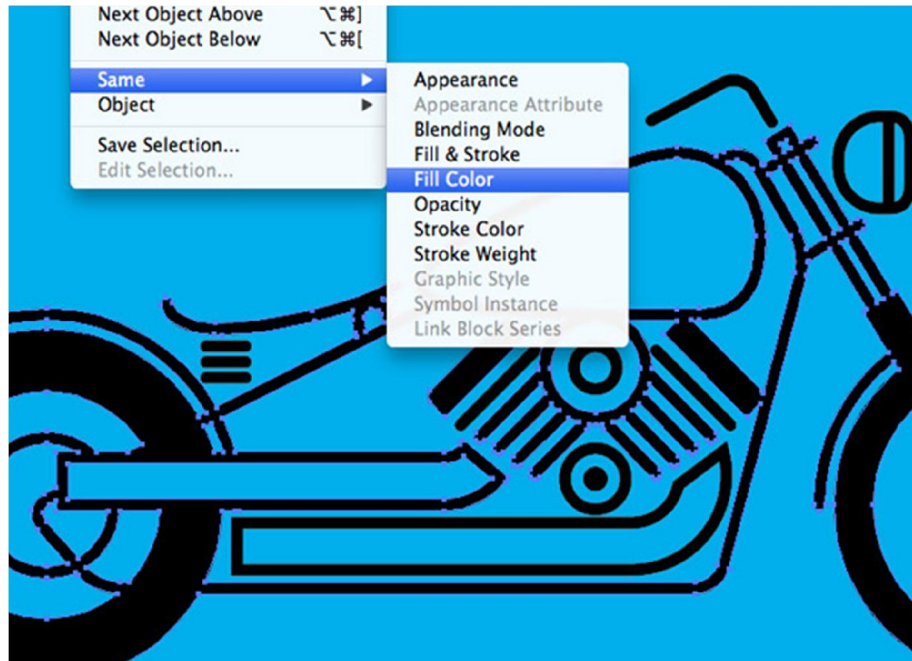 Next Object Above ⌥⌘]
Next Object Below ⌥⌘[
Same
Object
Save Selection...
Edit Selection...
Appearance
Appearance Attribute
Blending Mode
Fill & Stroke
Fill Color
Opacity
Stroke Color
Stroke Weight
Graphic Style
Symbol Instance
Link Block Series